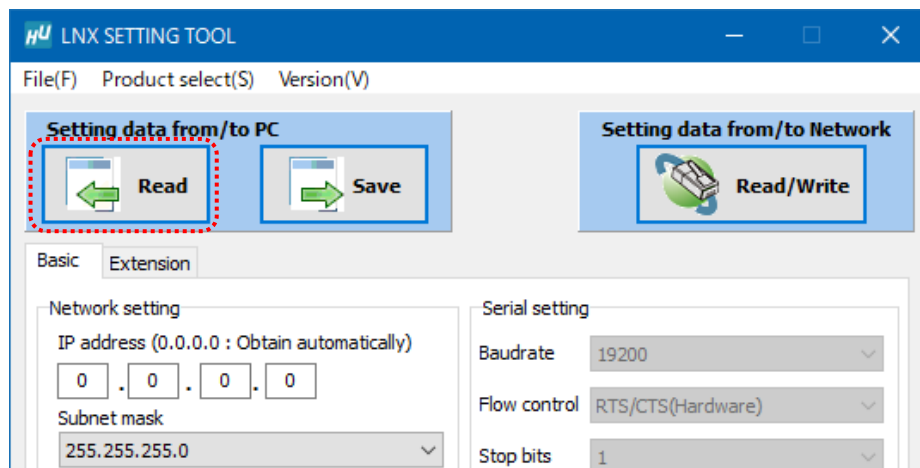 HU LNX SETTING TOOL
File(F) Product select(S) Version(V)
Setting data from/to PC
Read
Save
Setting data from/to Network
Read/Write
Basic
Extension
Network setting
IP address (0.0.0.0 : Obtain automatically)
0 . 0 . 0 . 0
Subnet mask
255.255.255.0
Serial setting
Baudrate 19200
Flow control RTS/CTS(Hardware)
Stop bits 1